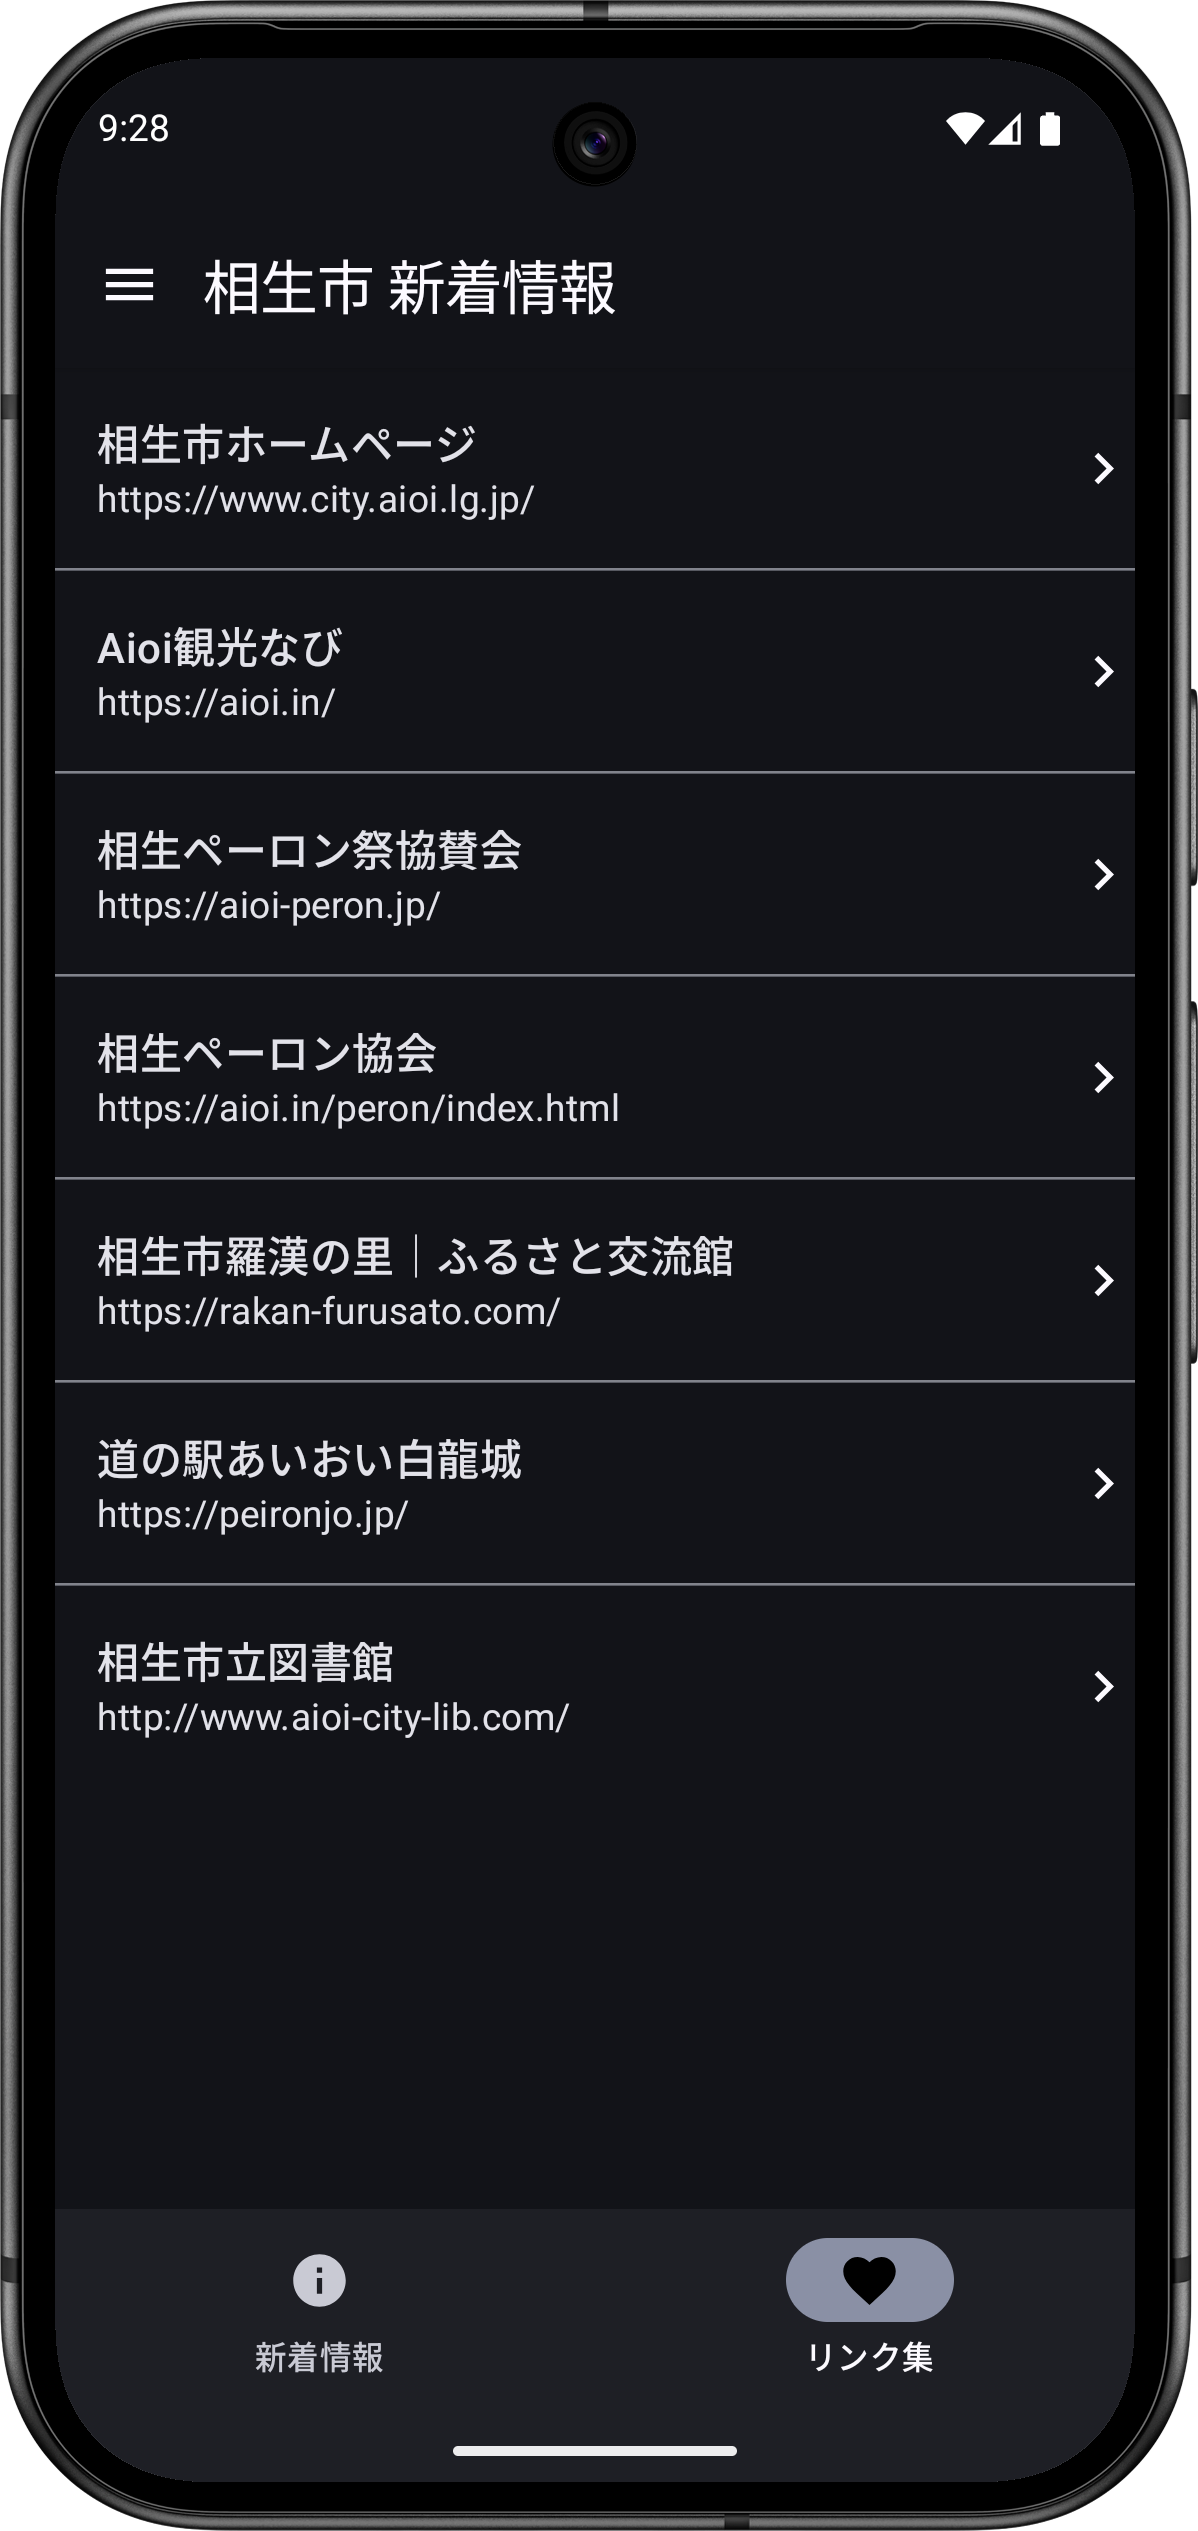 9:28
相生市 新着情報
相生市ホームページ
https://www.city.aioi.lg.jp/
Aioi観光なび
https://aioi.in/
相生ペーロン祭協賛会
https://aioi-peron.jp/
相生ペーロン協会
https://aioi.in/peron/index.html
相生市羅漢の里｜ふるさと交流館
https://rakan-furusato.com/
道の駅あいおい白龍城
https://peironjo.jp/
相生市立図書館
http://www.aioi-city-lib.com/
新着情報
リンク集